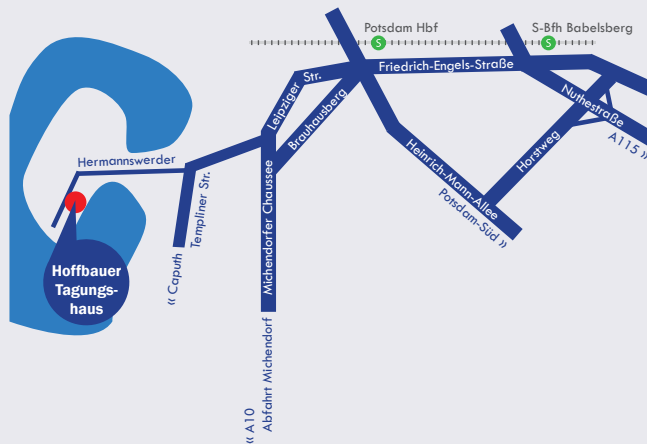 Potsdam Hbf
S-Bfh Babelsberg
S
S
Friedrich-Engels-Straße
Leipziger Str.
Brauhausberg
Nuthestraße
A115 »
Horstweg
Heinrich-Mann-Allee
Potsdam-Süd »
Hermannswerder
Templiner Str.
« Caputh
Michendorfer Chaussee
Hoffbauer
Tagungs-
haus
« A10
Abfahrt Michendorf